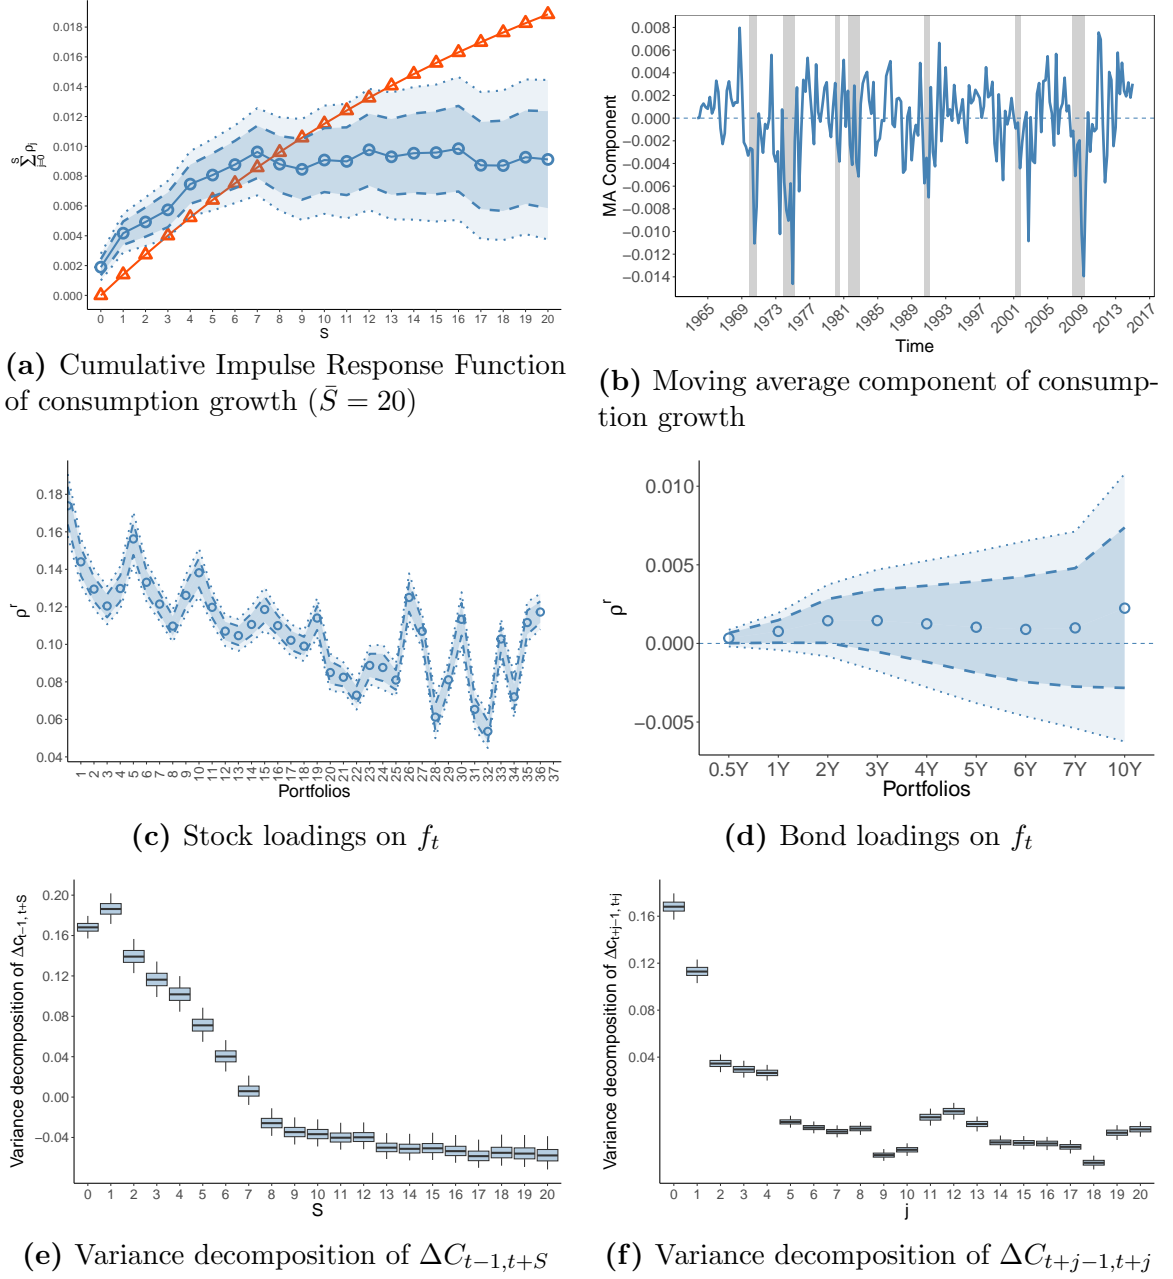 0.018
0.016
0.014
0.012
0.010
0.008
0.006
0.004
0.002
0.000
0 1 2 3 4 5 6 7 8 9 10 11 12 13 14 15 16 17 18 19 20
S
(a) Cumulative Impulse Response Function
of consumption growth (S̄ = 20)
MA Component
0.008
0.006
0.004
0.002
0.000
−0.002
−0.004
−0.006
−0.008
−0.010
−0.012
−0.014
1965 1969 1973 1977 1981 1985 1989 1993 1997 2001 2005 2009 2013 2017
Time
(b) Moving average component of consump-
tion growth
ρʳ
0.18
0.16
0.14
0.12
0.10
0.08
0.06
0.04
1 2 3 4 5 6 7 8 9 10 11 12 13 14 15 16 17 18 19 20 21 22 23 24 25 26 27 28 29 30 31 32 33 34 35 36 37
Portfolios
(c) Stock loadings on fₜ
ρʳ
0.010
0.005
0.000
−0.005
0.5Y 1Y 2Y 3Y 4Y 5Y 6Y 7Y 10Y
Portfolios
(d) Bond loadings on fₜ
Variance decomposition of Δc_{t−1, t+S}
0.20
0.16
0.12
0.08
0.04
0.00
−0.04
0 1 2 3 4 5 6 7 8 9 10 11 12 13 14 15 16 17 18 19 20
S
(e) Variance decomposition of ΔC_{t−1,t+S}
Variance decomposition of Δc_{t+j−1, t+j}
0.16
0.12
0.08
0.04
0 1 2 3 4 5 6 7 8 9 10 11 12 13 14 15 16 17 18 19 20
j
(f) Variance decomposition of ΔC_{t+j−1,t+j}